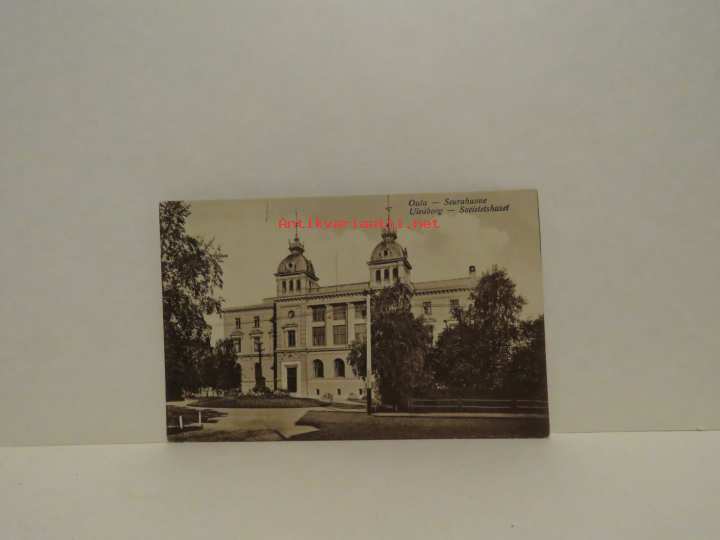 Oulu — Seurahuone
Antikvariaatti.net
Uleåborg — Societetshuset